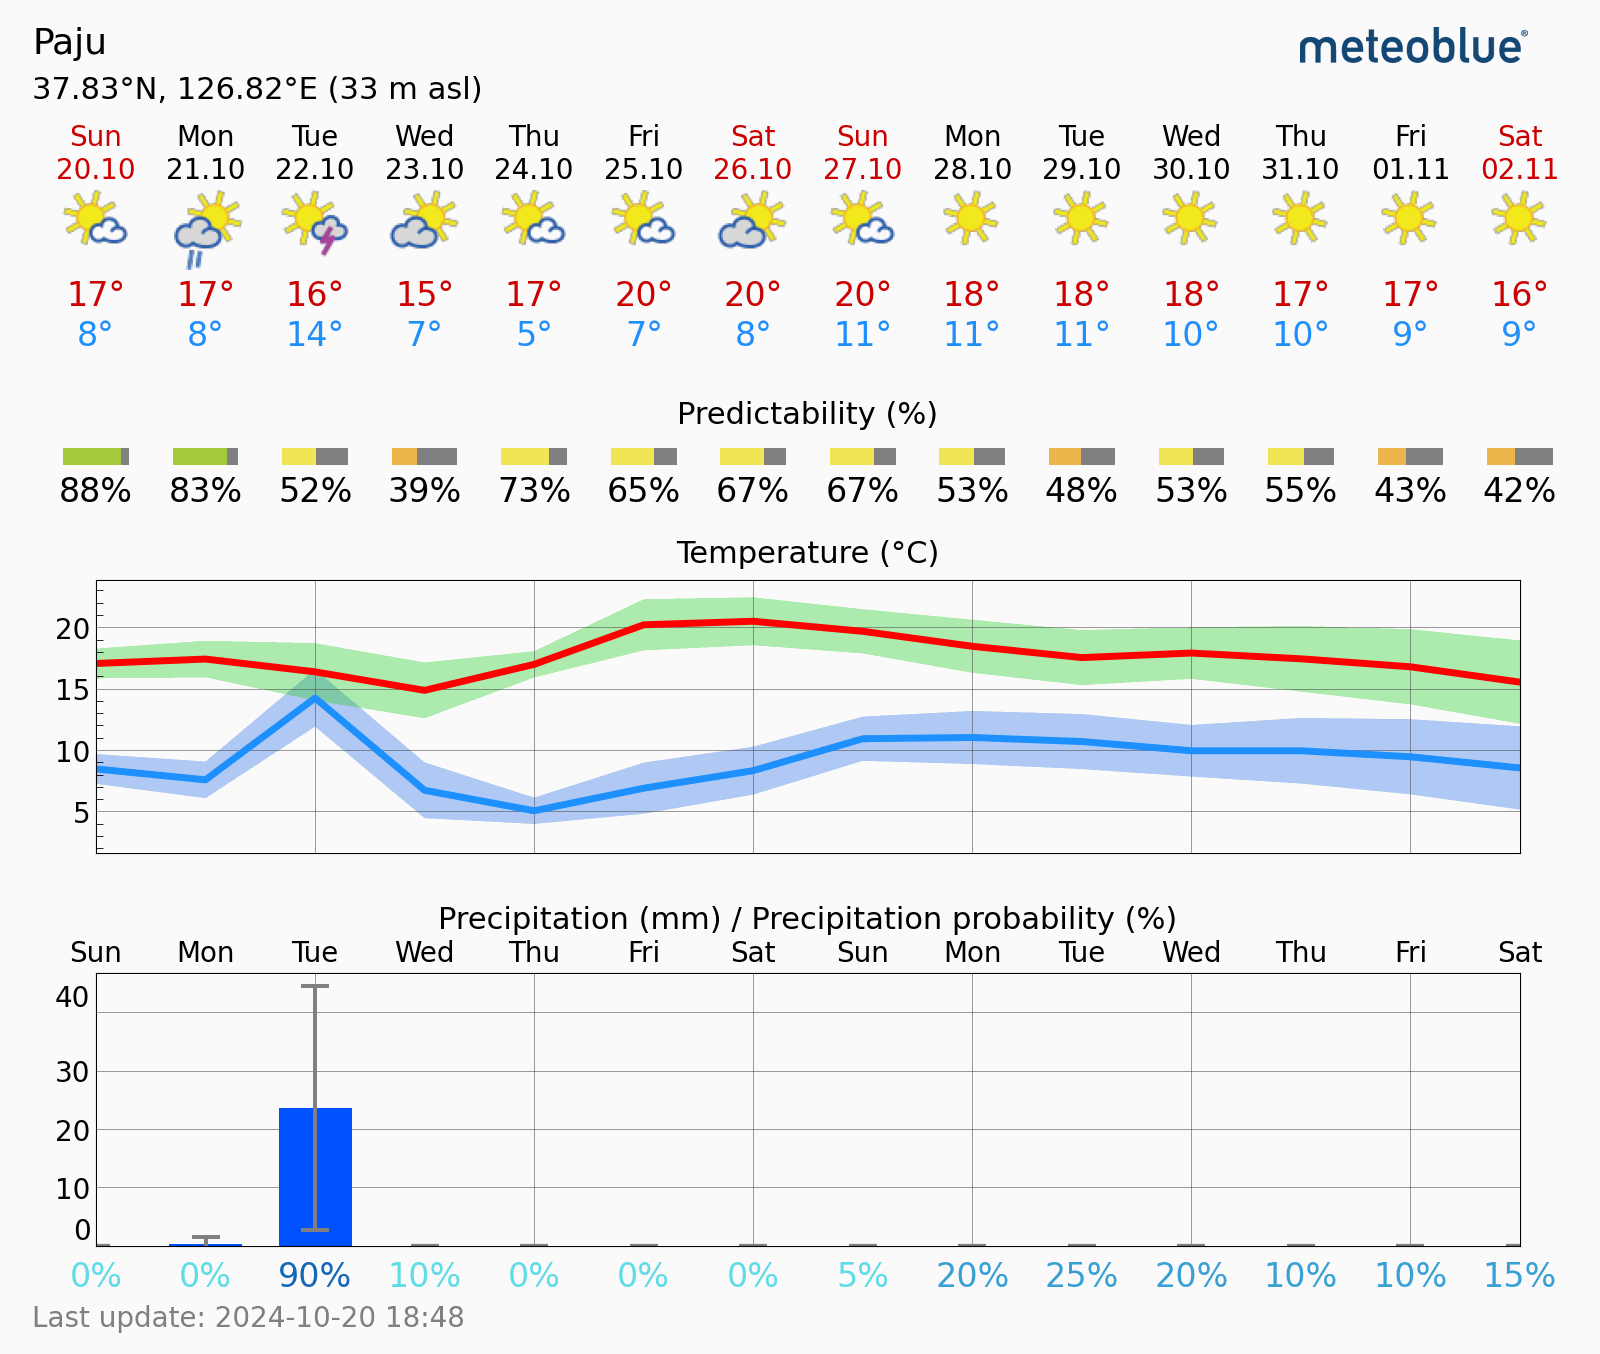 Paju
meteoblue®
37.83°N, 126.82°E (33 m asl)
Sun Mon Tue Wed Thu Fri Sat Sun Mon Tue Wed Thu Fri Sat
20.10 21.10 22.10 23.10 24.10 25.10 26.10 27.10 28.10 29.10 30.10 31.10 01.11 02.11
17° 17° 16° 15° 17° 20° 20° 20° 18° 18° 18° 17° 17° 16°
8° 8° 14° 7° 5° 7° 8° 11° 11° 11° 10° 10° 9° 9°
Predictability (%)
88% 83% 52% 39% 73% 65% 67% 67% 53% 48% 53% 55% 43% 42%
Temperature (°C)
20
15
10
5
Precipitation (mm) / Precipitation probability (%)
Sun Mon Tue Wed Thu Fri Sat Sun Mon Tue Wed Thu Fri Sat
40
30
20
10
0
0% 0% 90% 10% 0% 0% 0% 5% 20% 25% 20% 10% 10% 15%
Last update: 2024-10-20 18:48